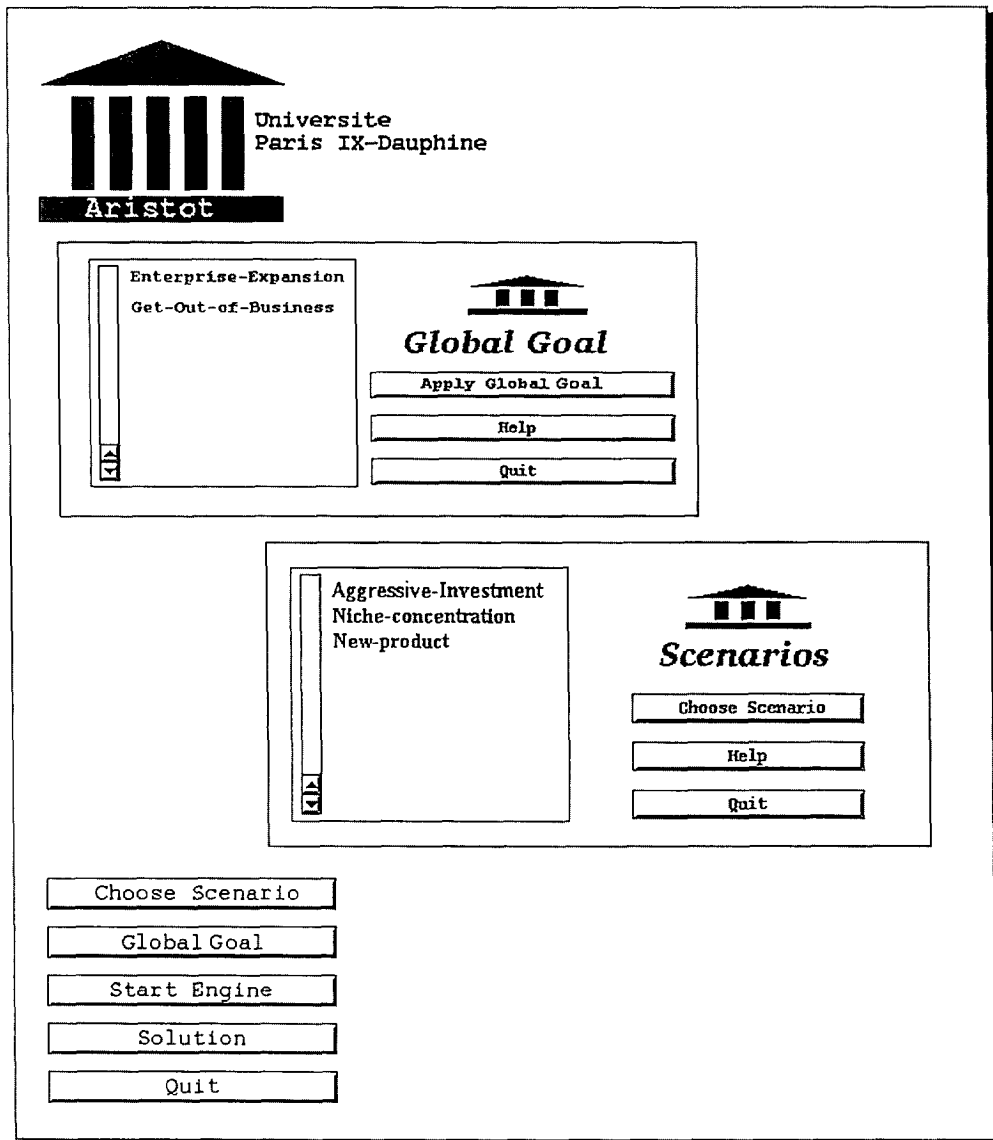 Universite
Paris IX-Dauphine
Aristot
Enterprise-Expansion
Get-Out-of-Business
Global Goal
Apply Global Goal
Help
Quit
Aggressive-Investment
Niche-concentration
New-product
Scenarios
Choose Scenario
Help
Quit
Choose Scenario
Global Goal
Start Engine
Solution
Quit